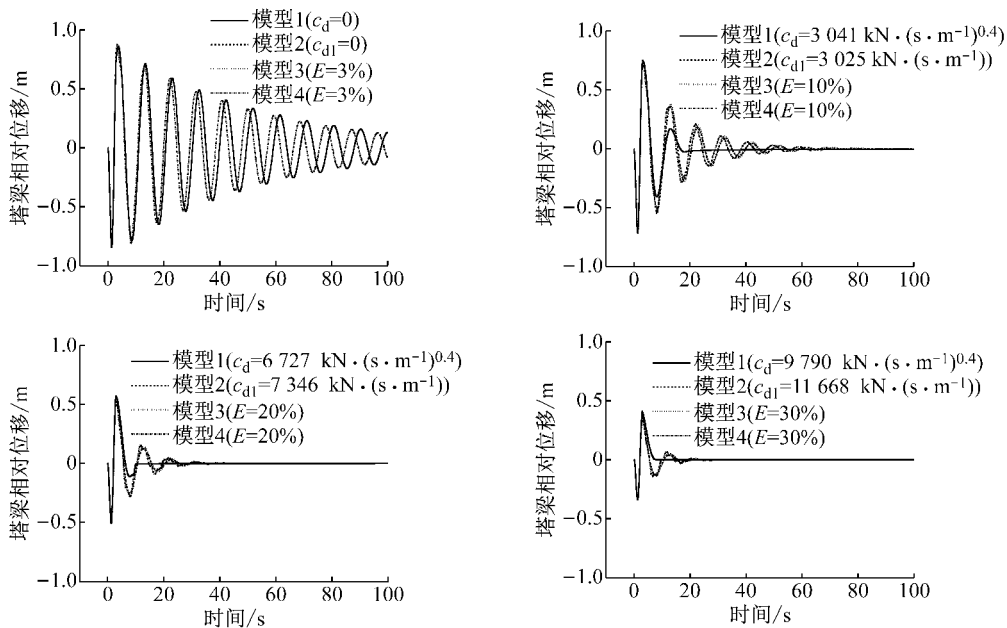 模型1(cd=0)
模型2(cd1=0)
模型3(E=3%)
模型4(E=3%)
1.0
0.5
0
−0.5
−1.0
塔梁相对位移/m
0 20 40 60 80 100
时间/s
模型1(cd=3 041 kN·(s·m−1)0.4)
模型2(cd1=3 025 kN·(s·m−1))
模型3(E=10%)
模型4(E=10%)
1.0
0.5
0
−0.5
−1.0
塔梁相对位移/m
0 20 40 60 80 100
时间/s
模型1(cd=6 727 kN·(s·m−1)0.4)
模型2(cd1=7 346 kN·(s·m−1))
模型3(E=20%)
模型4(E=20%)
1.0
0.5
0
−0.5
−1.0
塔梁相对位移/m
0 20 40 60 80 100
时间/s
模型1(cd=9 790 kN·(s·m−1)0.4)
模型2(cd1=11 668 kN·(s·m−1))
模型3(E=30%)
模型4(E=30%)
1.0
0.5
0
−0.5
−1.0
塔梁相对位移/m
0 20 40 60 80 100
时间/s